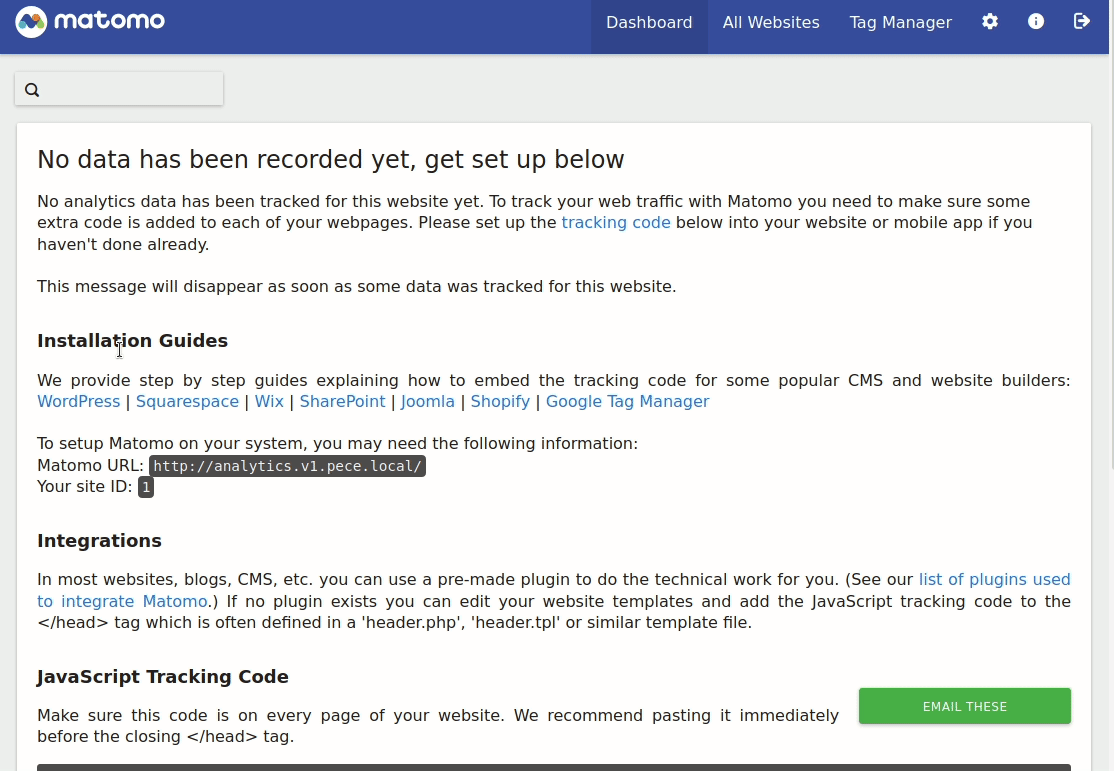 matomo
Dashboard All Websites Tag Manager
No data has been recorded yet, get set up below
No analytics data has been tracked for this website yet. To track your web traffic with Matomo you need to make sure some
extra code is added to each of your webpages. Please set up the tracking code below into your website or mobile app if you
haven't done already.
This message will disappear as soon as some data was tracked for this website.
Installation Guides
We provide step by step guides explaining how to embed the tracking code for some popular CMS and website builders:
WordPress | Squarespace | Wix | SharePoint | Joomla | Shopify | Google Tag Manager
To setup Matomo on your system, you may need the following information:
Matomo URL: http://analytics.v1.pece.local/
Your site ID: 1
Integrations
In most websites, blogs, CMS, etc. you can use a pre-made plugin to do the technical work for you. (See our list of plugins used
to integrate Matomo.) If no plugin exists you can edit your website templates and add the JavaScript tracking code to the
</head> tag which is often defined in a 'header.php', 'header.tpl' or similar template file.
JavaScript Tracking Code
Make sure this code is on every page of your website. We recommend pasting it immediately
before the closing </head> tag.
EMAIL THESE